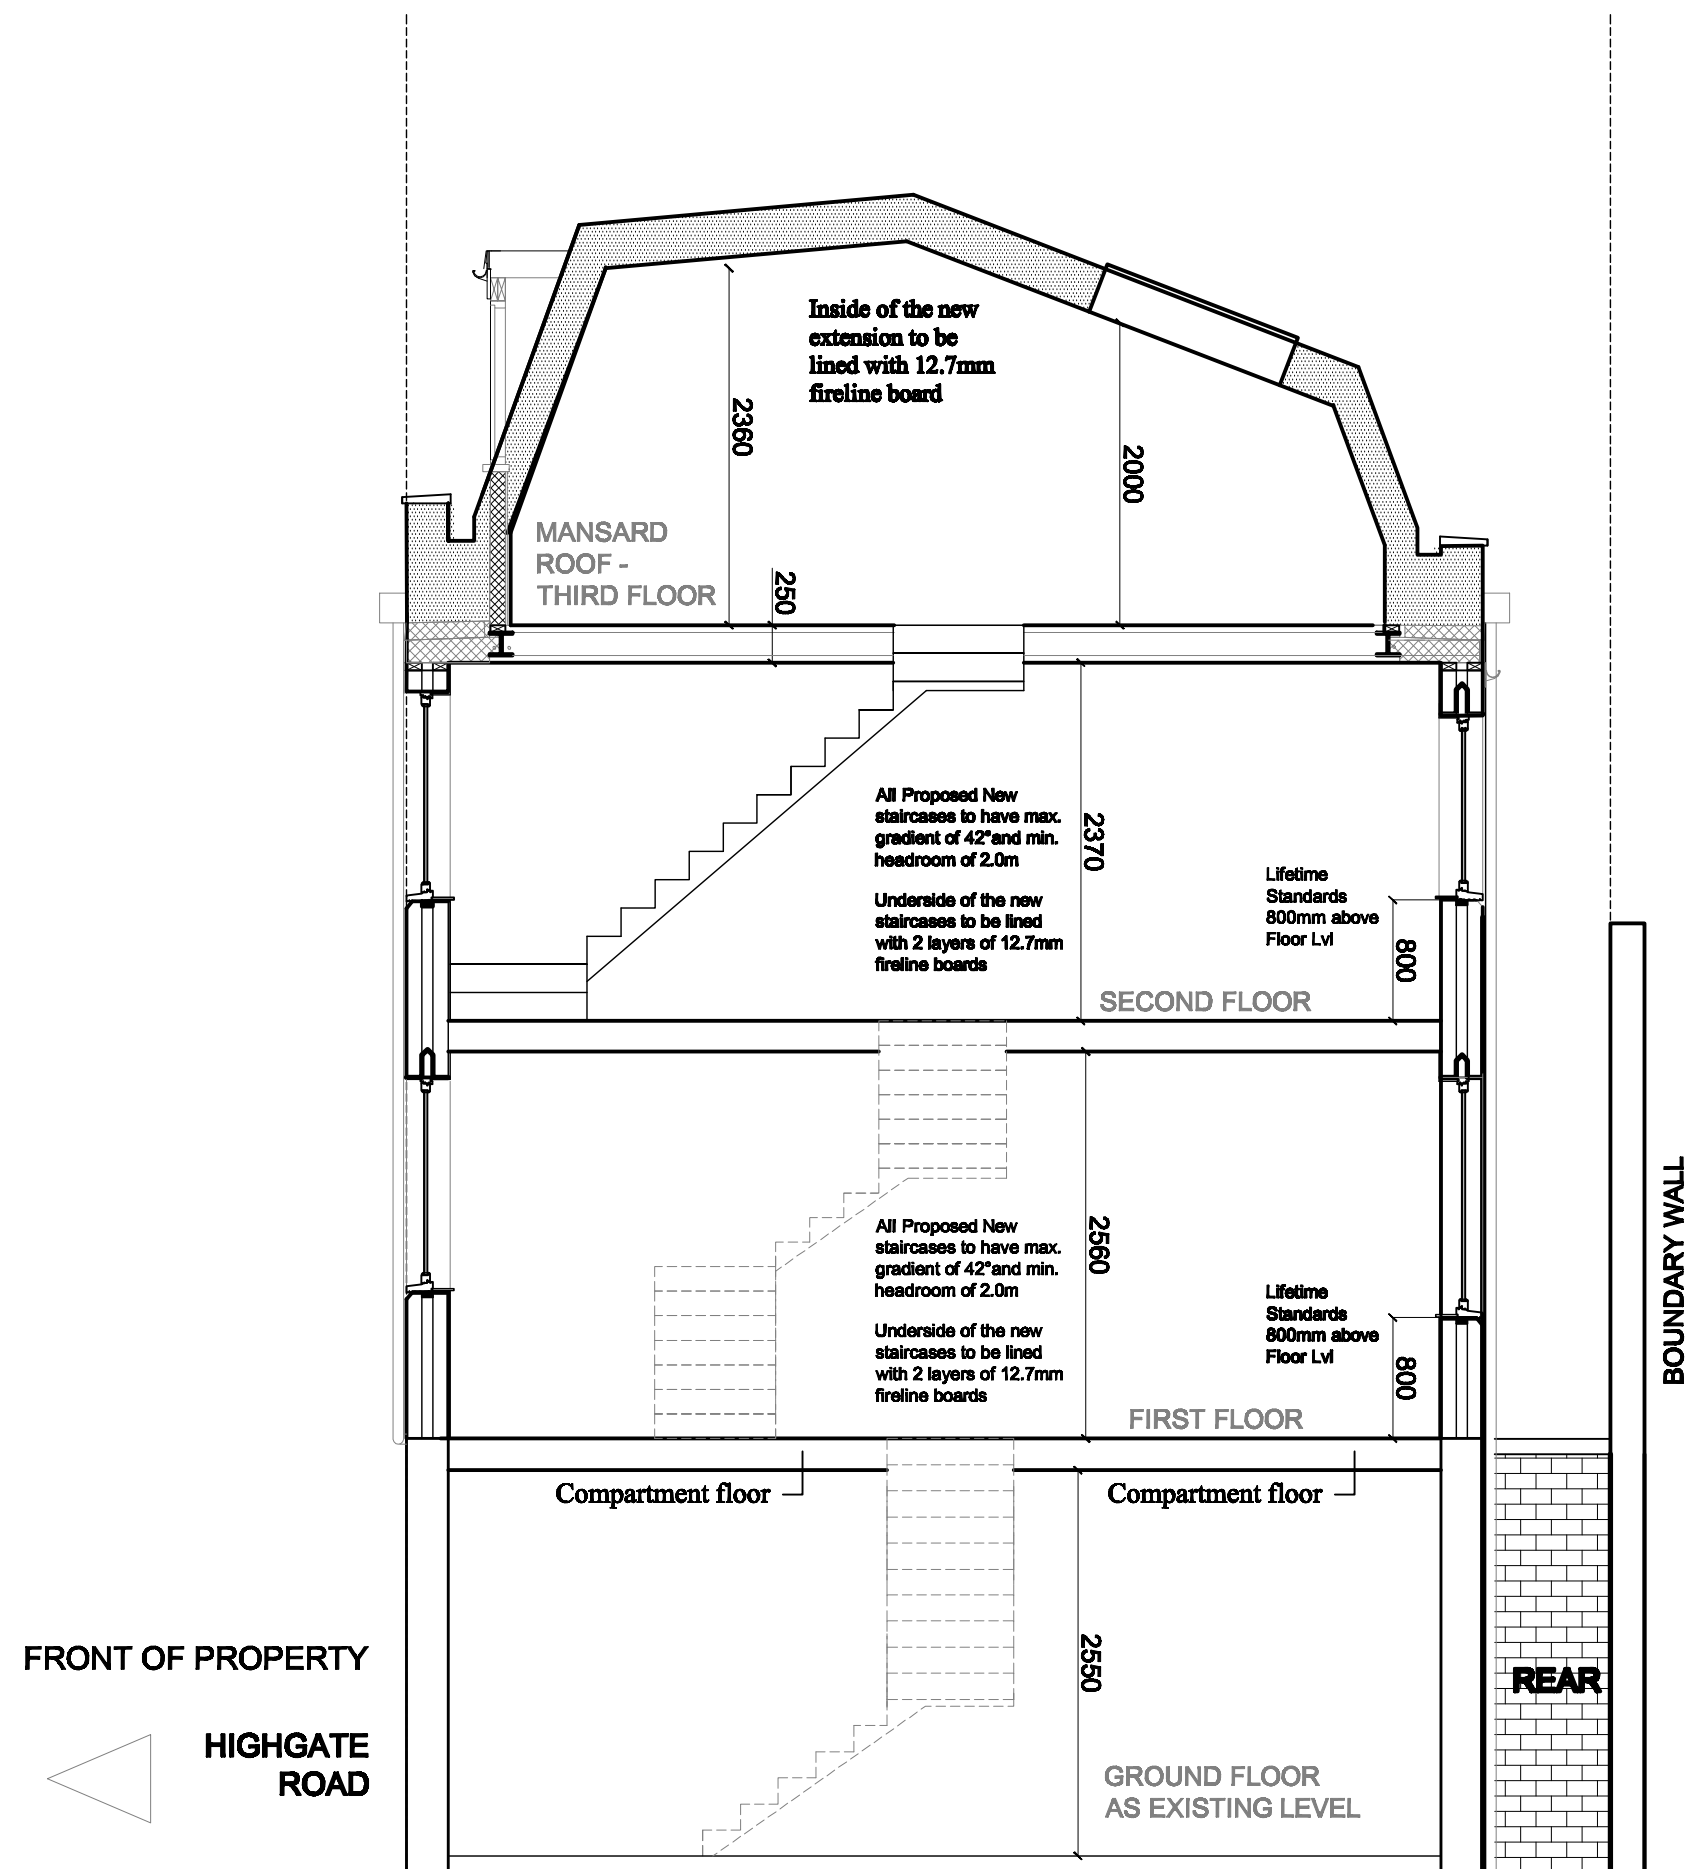 Inside of the new
extension to be
lined with 12.7mm
fireline board
2360
2000
MANSARD
ROOF -
THIRD FLOOR
250
All Proposed New
staircases to have max.
gradient of 42°and min.
headroom of 2.0m
Underside of the new
staircases to be lined
with 2 layers of 12.7mm
fireline boards
2370
Lifetime
Standards
800mm above
Floor Lvl
800
SECOND FLOOR
All Proposed New
staircases to have max.
gradient of 42°and min.
headroom of 2.0m
Underside of the new
staircases to be lined
with 2 layers of 12.7mm
fireline boards
2560
Lifetime
Standards
800mm above
Floor Lvl
800
FIRST FLOOR
BOUNDARY WALL
Compartment floor
Compartment floor
2550
FRONT OF PROPERTY
HIGHGATE
ROAD
REAR
GROUND FLOOR
AS EXISTING LEVEL